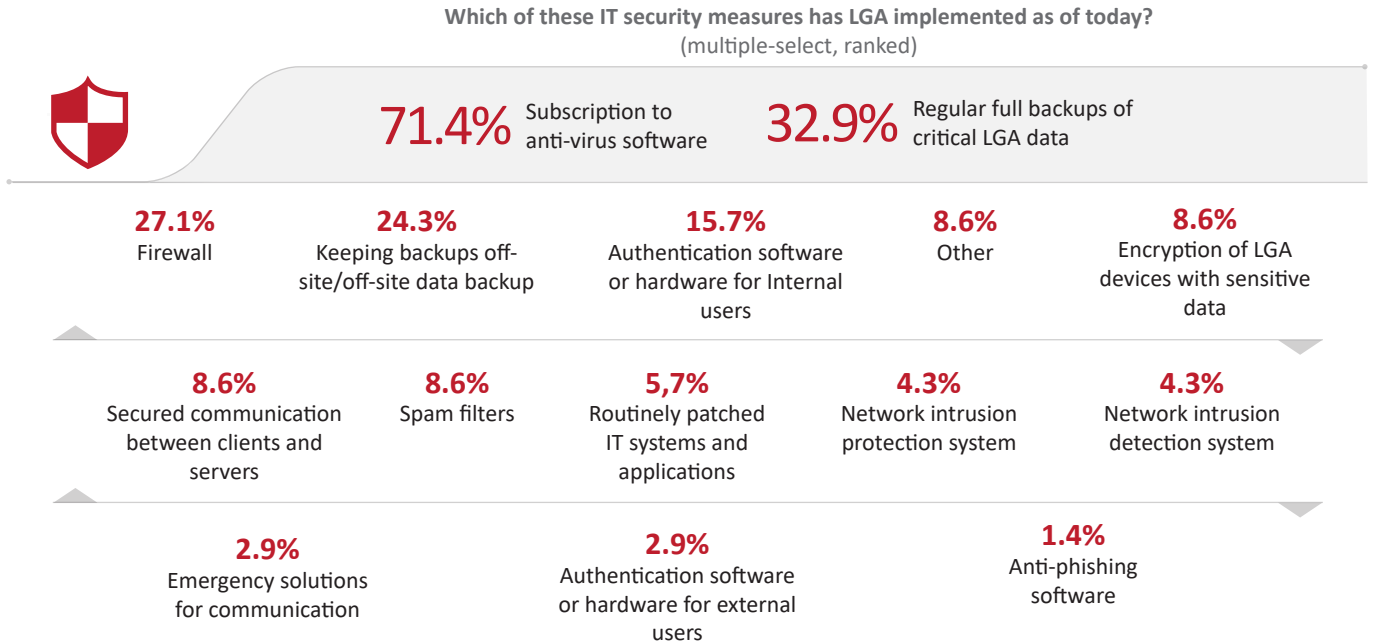 Which of these IT security measures has LGA implemented as of today?
(multiple-select, ranked)
71.4%
Subscription to
anti-virus software
32.9%
Regular full backups of
critical LGA data
27.1%
Firewall
24.3%
Keeping backups off-
site/off-site data backup
15.7%
Authentication software
or hardware for Internal
users
8.6%
Other
8.6%
Encryption of LGA
devices with sensitive
data
8.6%
Secured communication
between clients and
servers
8.6%
Spam filters
5,7%
Routinely patched
IT systems and
applications
4.3%
Network intrusion
protection system
4.3%
Network intrusion
detection system
2.9%
Emergency solutions
for communication
2.9%
Authentication software
or hardware for external
users
1.4%
Anti-phishing
software